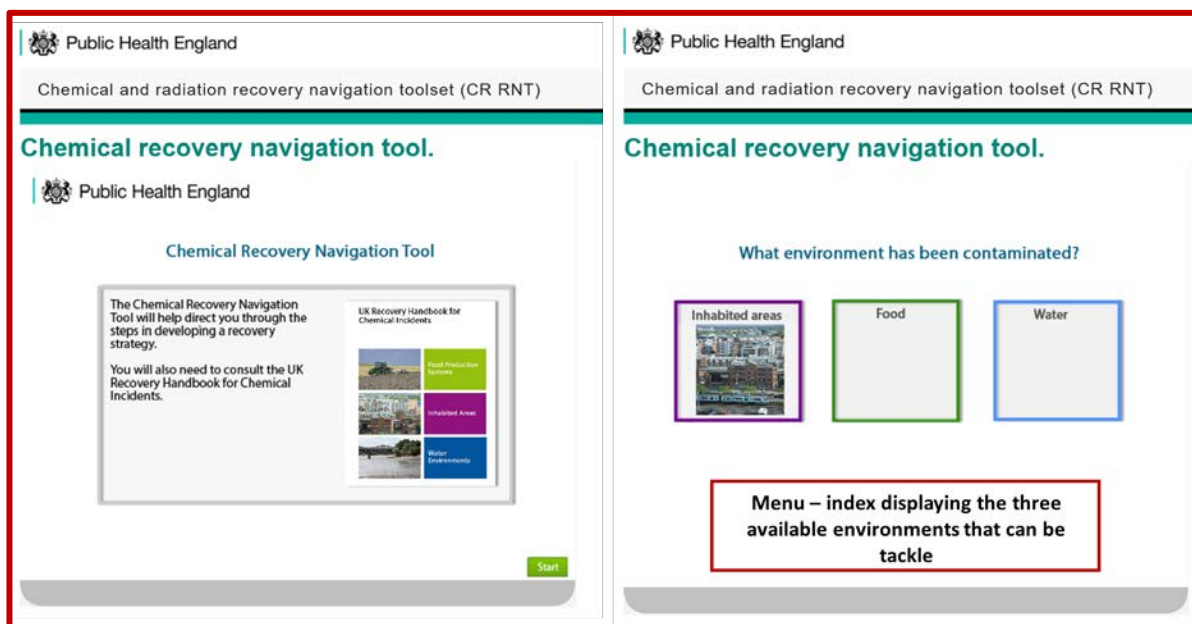 Public Health England
Chemical and radiation recovery navigation toolset (CR RNT)
Chemical recovery navigation tool.
Public Health England
Chemical Recovery Navigation Tool
The Chemical Recovery Navigation
Tool will help direct you through the
steps in developing a recovery
strategy.
You will also need to consult the UK
Recovery Handbook for Chemical
Incidents.
UK Recovery Handbook for
Chemical Incidents
Food Production
Systems
Inhabited Areas
Water
Environments
Start
Public Health England
Chemical and radiation recovery navigation toolset (CR RNT)
Chemical recovery navigation tool.
What environment has been contaminated?
Inhabited areas
Food
Water
Menu – index displaying the three
available environments that can be
tackle